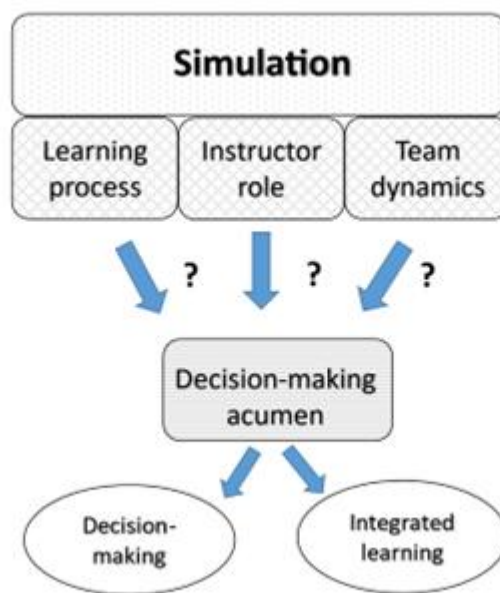 Simulation
Learning
process
Instructor
role
Team
dynamics
?
?
?
Decision-making
acumen
Decision-
making
Integrated
learning